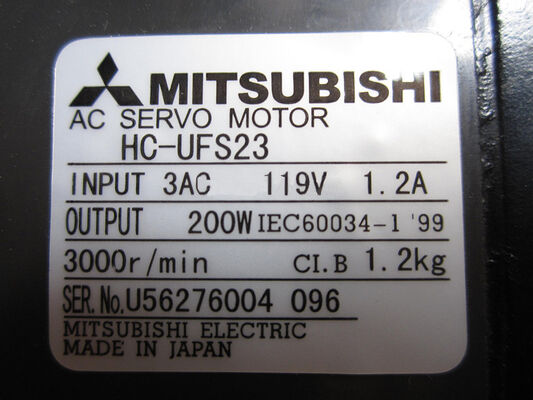 MITSUBISHI
AC SERVO MOTOR
HC-UFS23
INPUT 3AC 119V 1.2A
OUTPUT 200W IEC60034-1 '99
3000r/min CI.B 1.2kg
SER.No.U56276004 096
MITSUBISHI ELECTRIC
MADE IN JAPAN